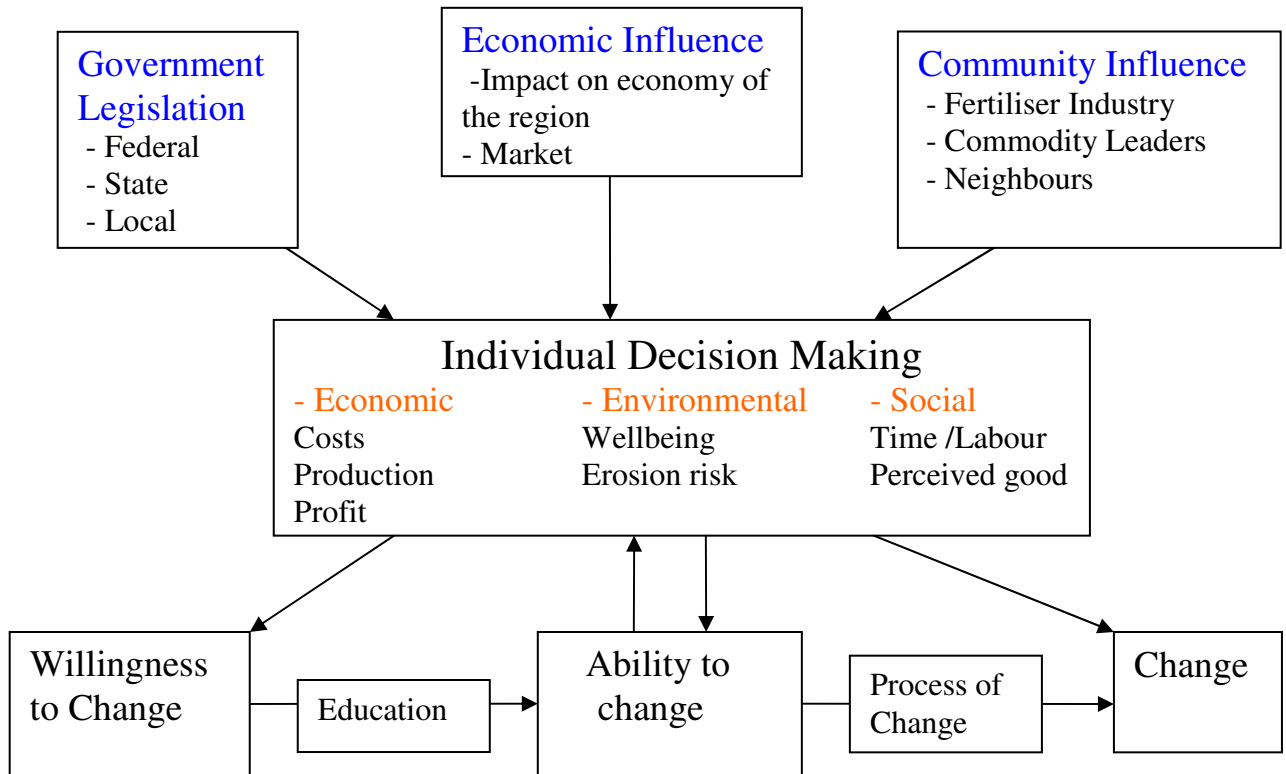 Government
Legislation
- Federal
- State
- Local
Economic Influence
-Impact on economy of
the region
- Market
Community Influence
- Fertiliser Industry
- Commodity Leaders
- Neighbours
Individual Decision Making
- Economic
Costs
Production
Profit
- Environmental
Wellbeing
Erosion risk
- Social
Time /Labour
Perceived good
Willingness
to Change
Education
Ability to
change
Process of
Change
Change